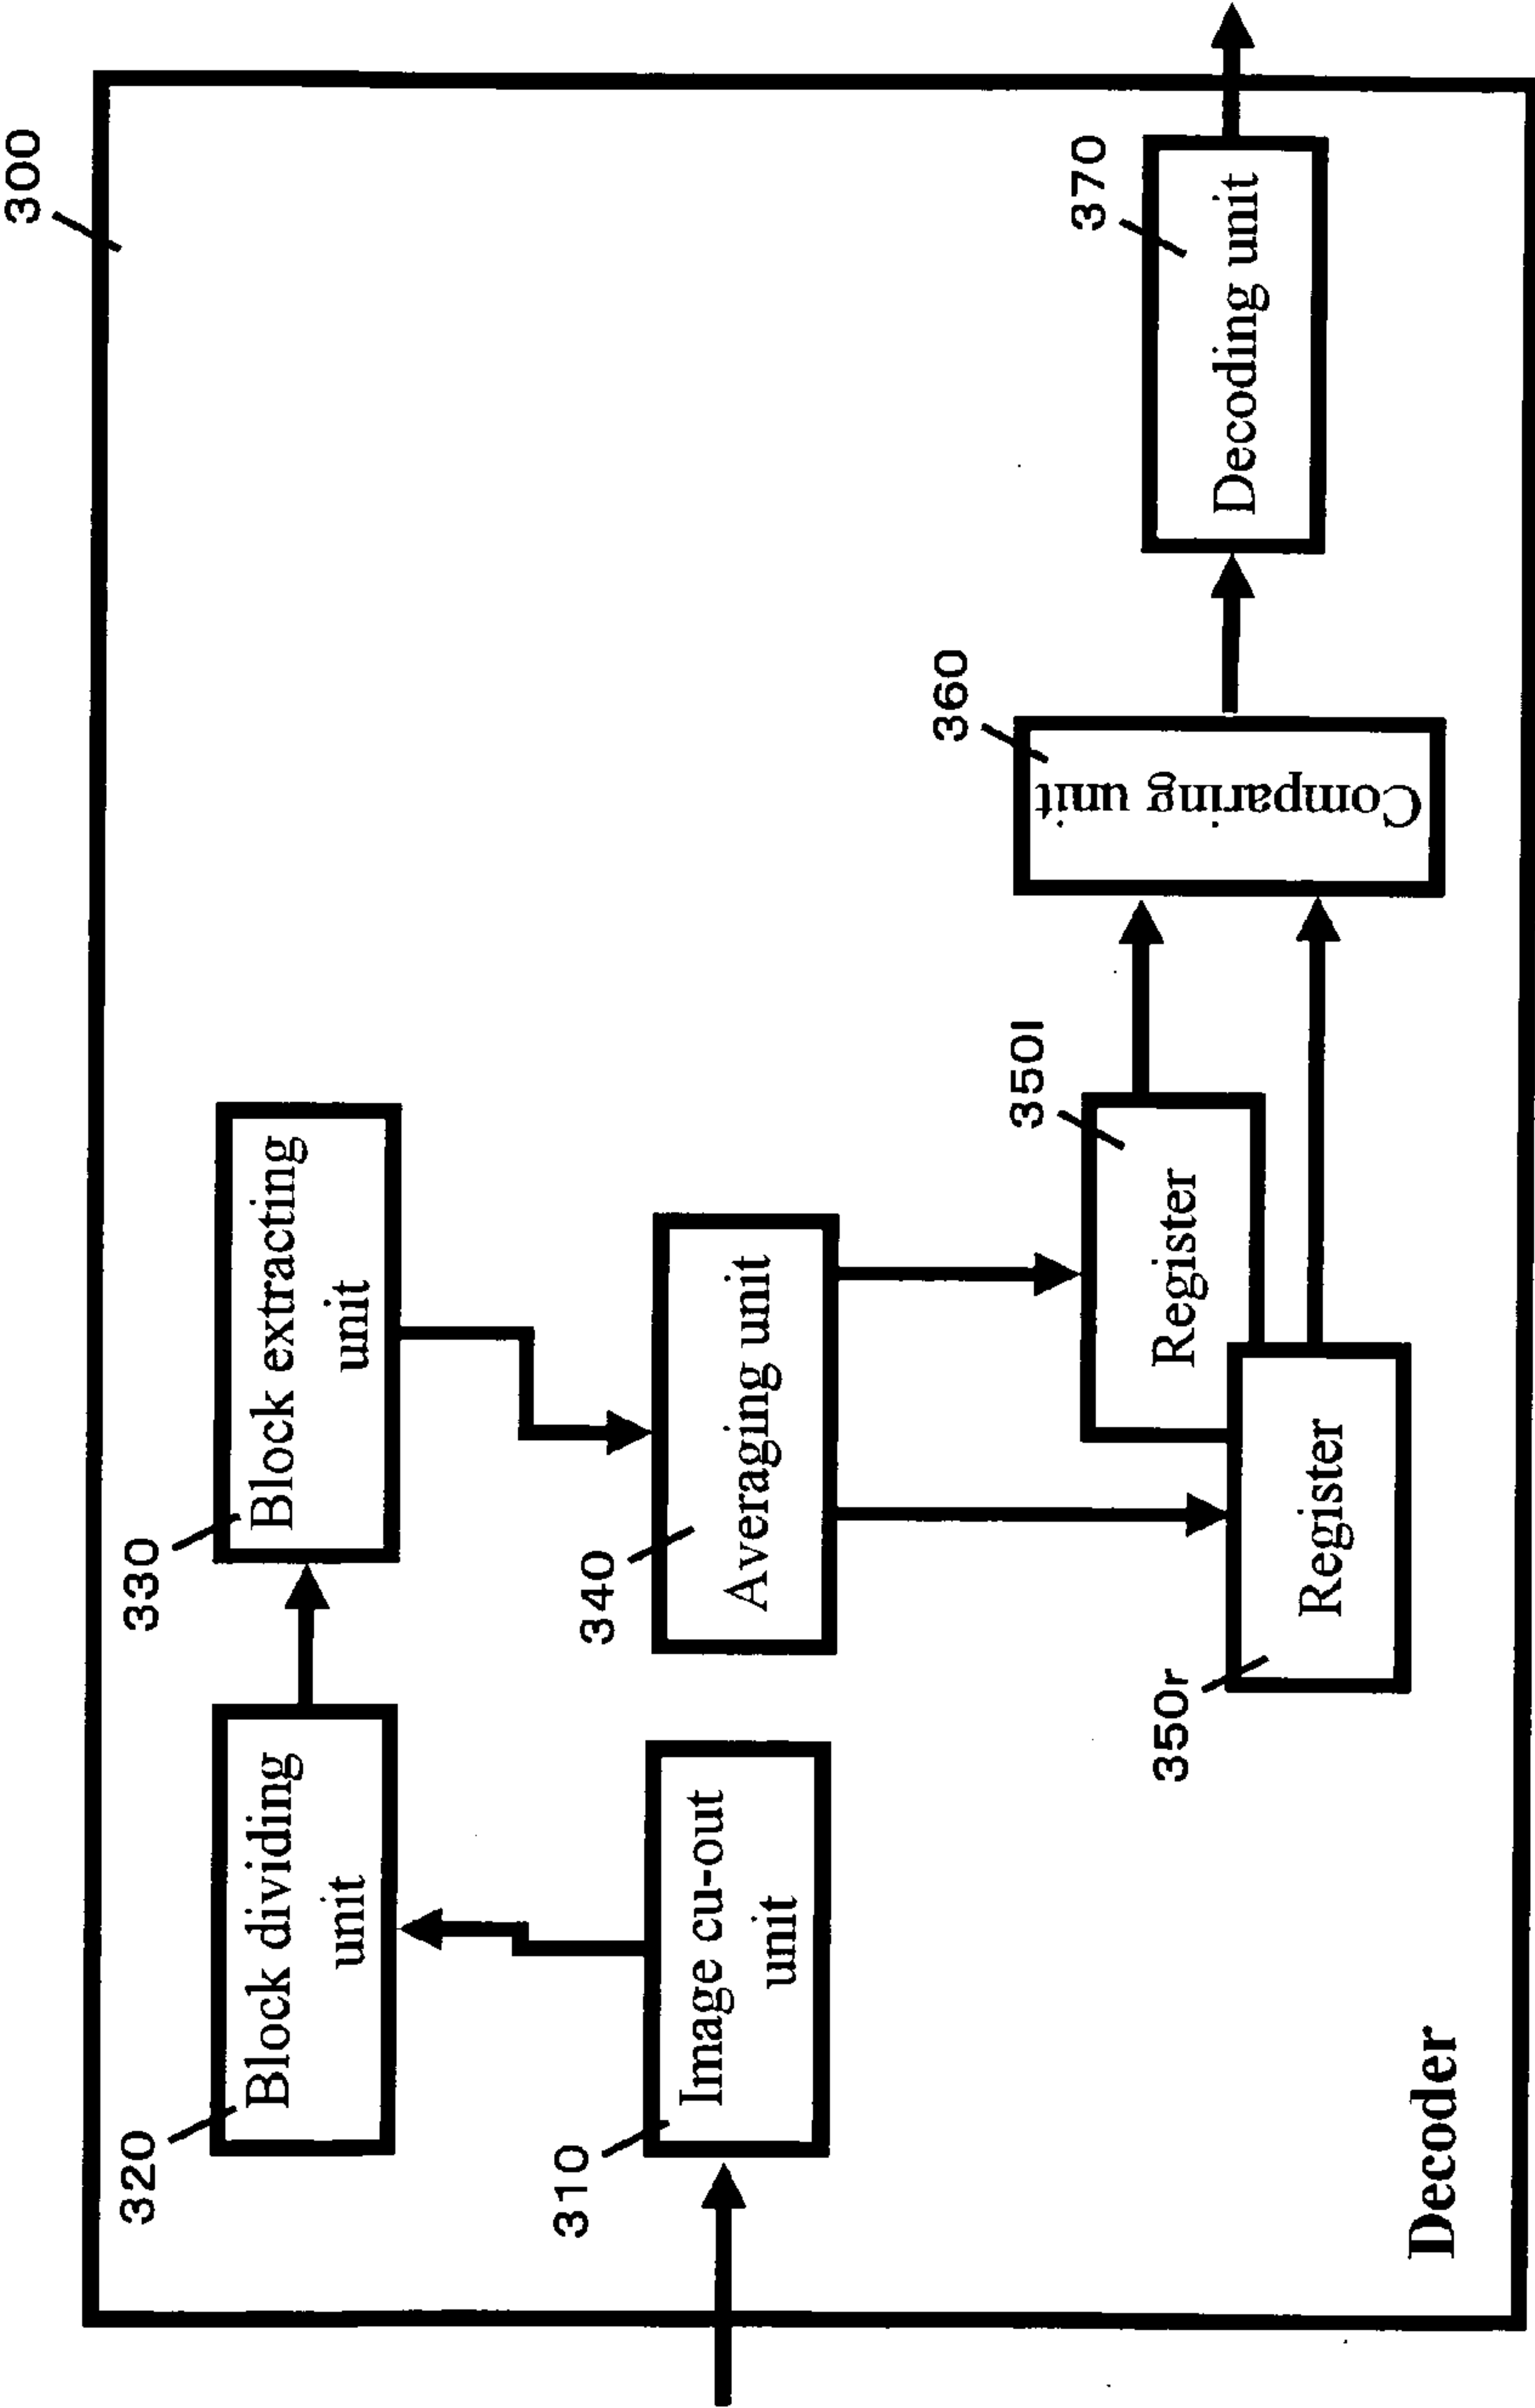 300
320
Block dividing
unit
330
Block extracting
unit
310
Image cu-out
unit
340
Averaging unit
350l
Register
350r
Register
360
Comparing unit
370
Decoding unit
Decoder